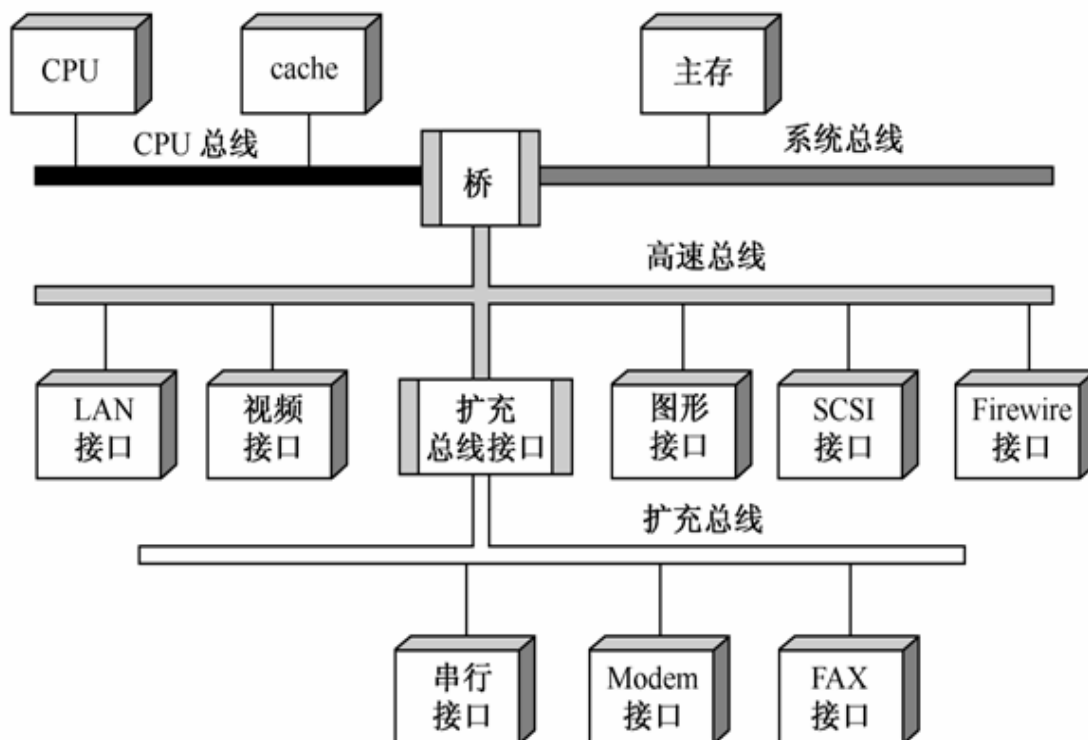 CPU
cache
主存
CPU 总线
系统总线
桥
高速总线
LAN
接口
视频
接口
扩充
总线接口
图形
接口
SCSI
接口
Firewire
接口
扩充总线
串行
接口
Modem
接口
FAX
接口